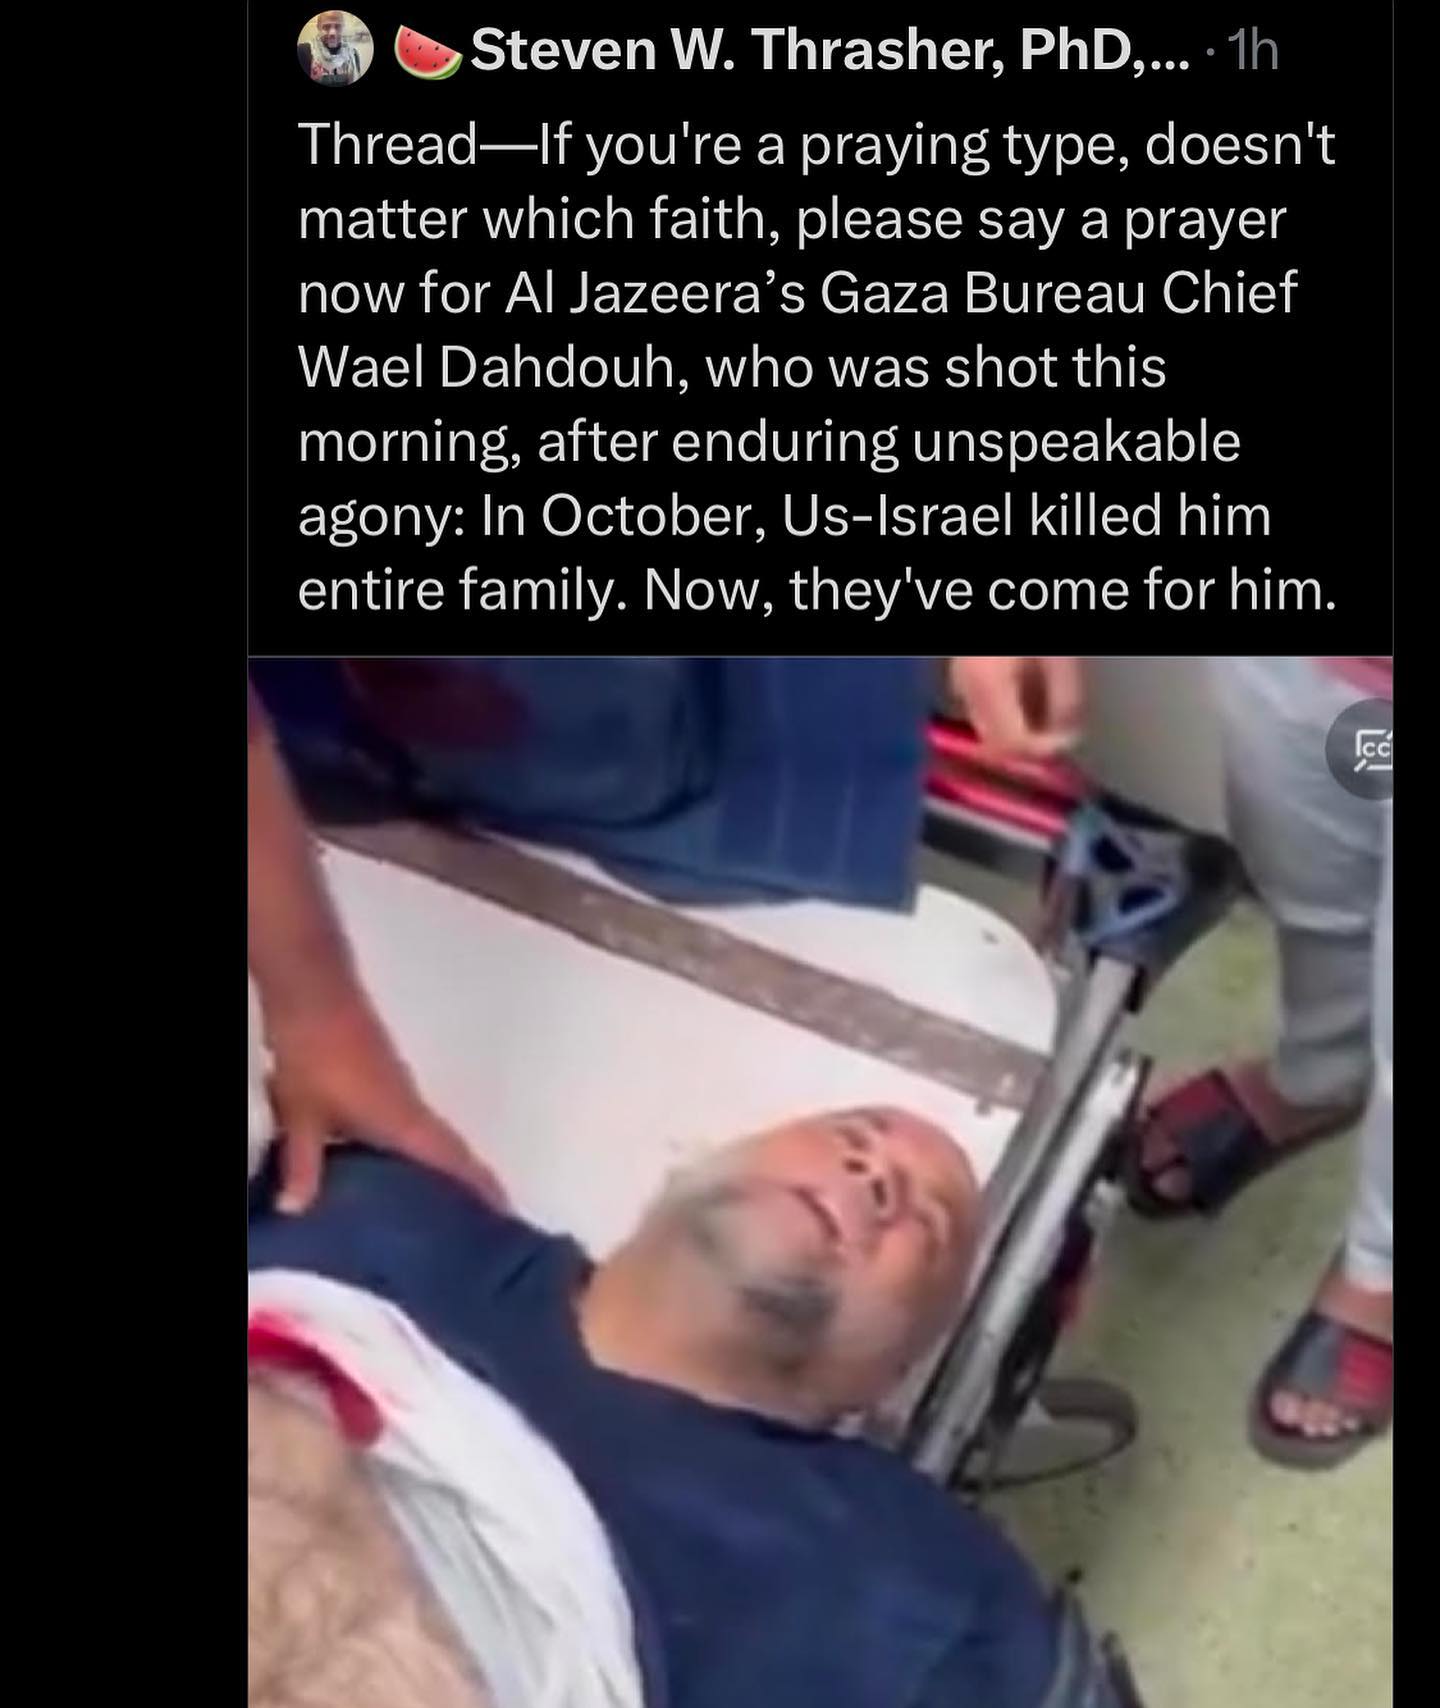 🍉Steven W. Thrasher, PhD,... · 1h
Thread—If you're a praying type, doesn't
matter which faith, please say a prayer
now for Al Jazeera’s Gaza Bureau Chief
Wael Dahdouh, who was shot this
morning, after enduring unspeakable
agony: In October, Us-Israel killed him
entire family. Now, they've come for him.
CC